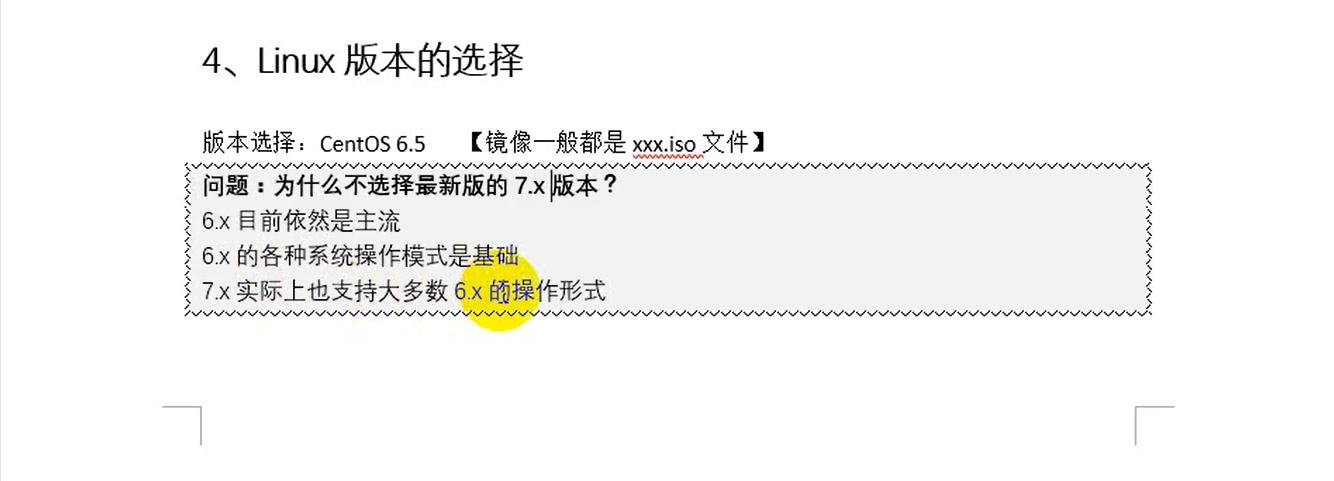 4、Linux 版本的选择
版本选择：CentOS 6.5 【镜像一般都是 xxx.iso 文件】
问题：为什么不选择最新版的 7.x 版本？
6.x 目前依然是主流
6.x 的各种系统操作模式是基础
7.x 实际上也支持大多数 6.x 的操作形式